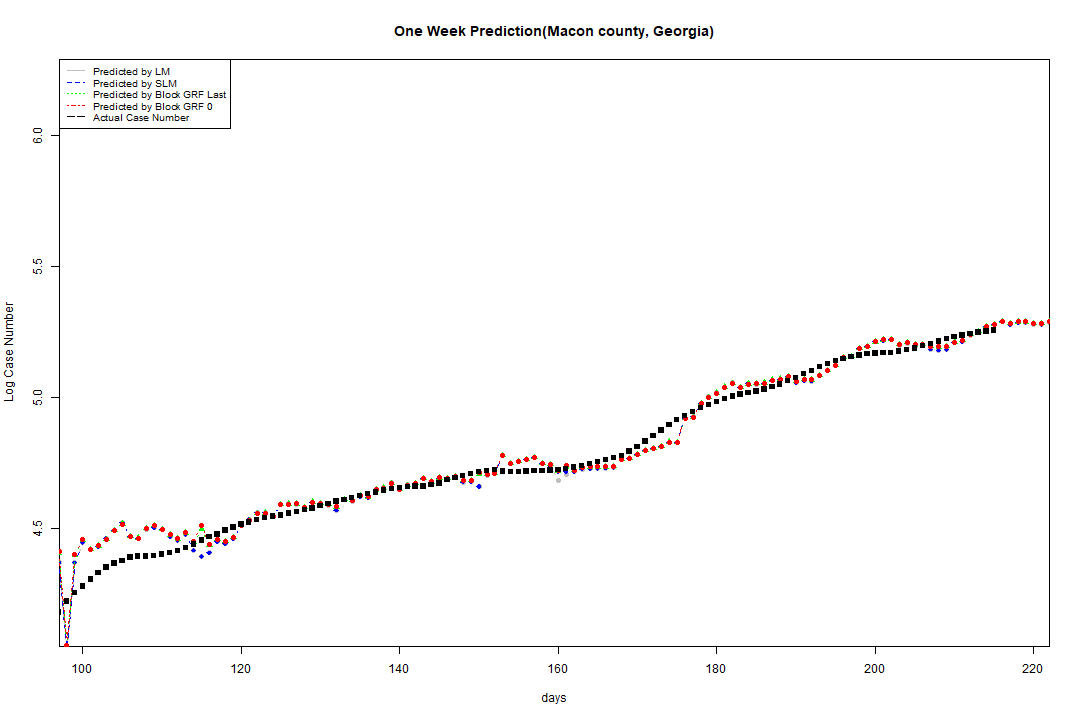 One Week Prediction(Macon county, Georgia)
Predicted by LM
Predicted by SLM
Predicted by Block GRF Last
Predicted by Block GRF 0
Actual Case Number
6.0
5.5
5.0
4.5
Log Case Number
100 120 140 160 180 200 220
days